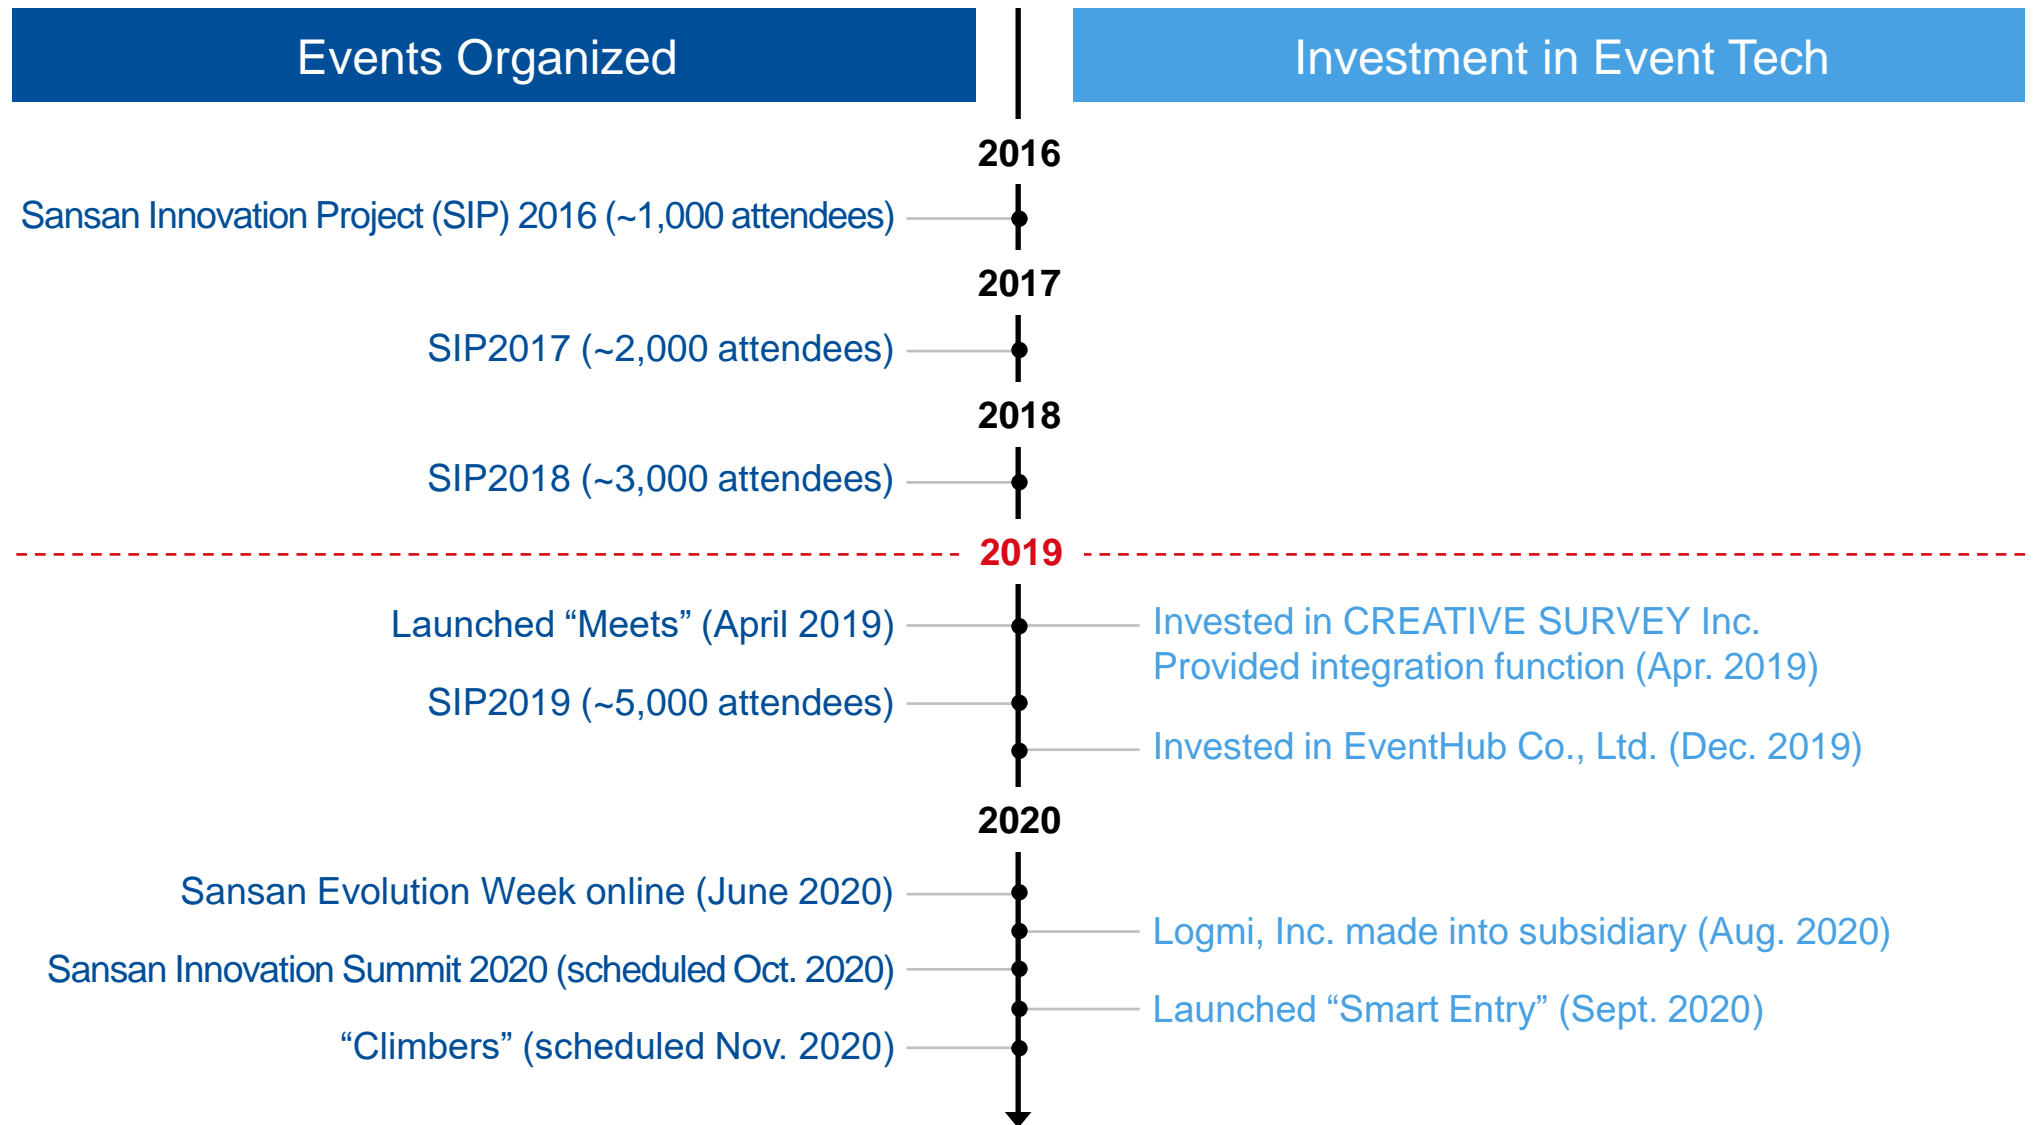 Events Organized
Investment in Event Tech
2016
Sansan Innovation Project (SIP) 2016 (~1,000 attendees)
2017
SIP2017 (~2,000 attendees)
2018
SIP2018 (~3,000 attendees)
2019
Launched “Meets” (April 2019)
Invested in CREATIVE SURVEY Inc.
Provided integration function (Apr. 2019)
SIP2019 (~5,000 attendees)
Invested in EventHub Co., Ltd. (Dec. 2019)
2020
Sansan Evolution Week online (June 2020)
Logmi, Inc. made into subsidiary (Aug. 2020)
Sansan Innovation Summit 2020 (scheduled Oct. 2020)
Launched “Smart Entry” (Sept. 2020)
“Climbers” (scheduled Nov. 2020)